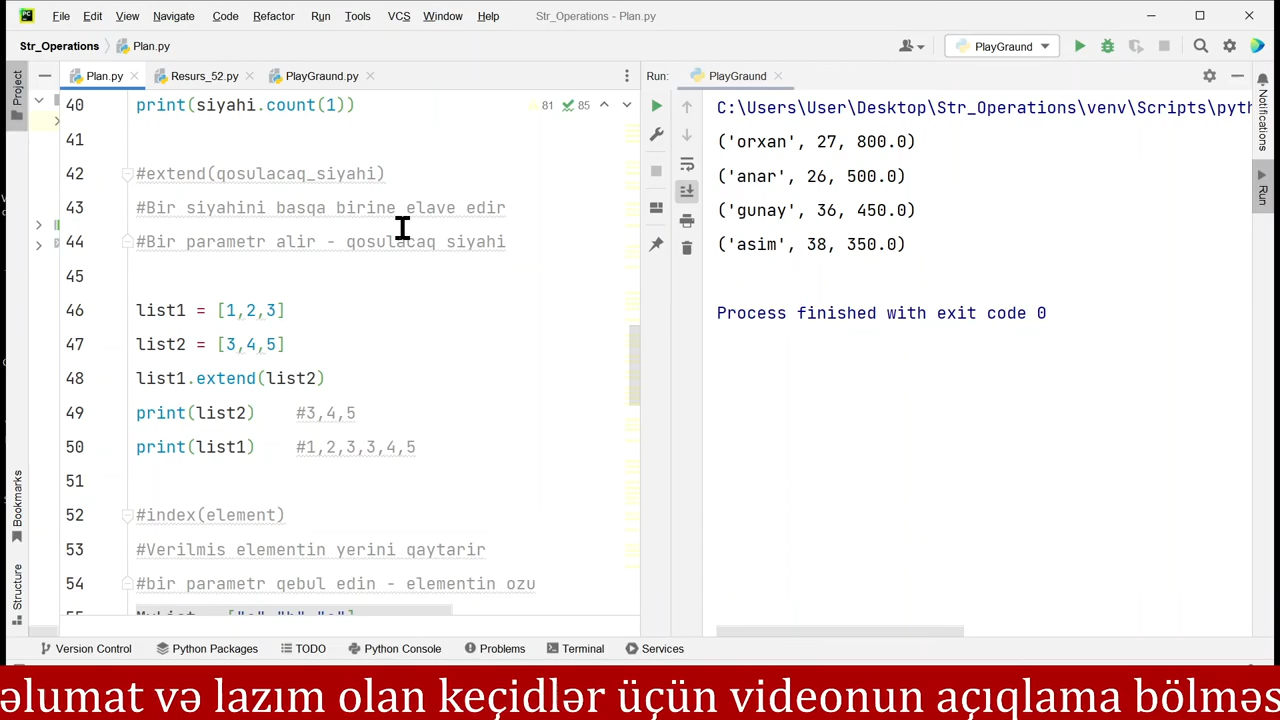 File Edit View Navigate Code Refactor Run Tools VCS Window Help Str_Operations - Plan.py
Str_Operations Plan.py PlayGround
Project
Plan.py Resurs_52.py PlayGround.py
40 print(siyahi.count(1)) 81 85
41
42 #extend(qosulacaq_siyahi)
43 #Bir siyahini basqa birine elave edir
44 #Bir parametr alir - qosulacaq siyahi
45
46 list1 = [1,2,3]
47 list2 = [3,4,5]
48 list1.extend(list2)
49 print(list2) #3,4,5
50 print(list1) #1,2,3,3,4,5
51
52 #index(element)
53 #Verilmis elementin yerini qaytarir
54 #bir parametr qebul edin - elementin ozu
Bookmarks
Structure
Run: PlayGround
C:\Users\User\Desktop\Str_Operations\venv\Scripts\pyth
('orxan', 27, 800.0)
('anar', 26, 500.0)
('gunay', 36, 450.0)
('asim', 38, 350.0)
Process finished with exit code 0
Notifications
Run
Version Control Python Packages TODO Python Console Problems Terminal Services
əlumat və lazım olan keçidlər üçün videonun açıqlama bölməs